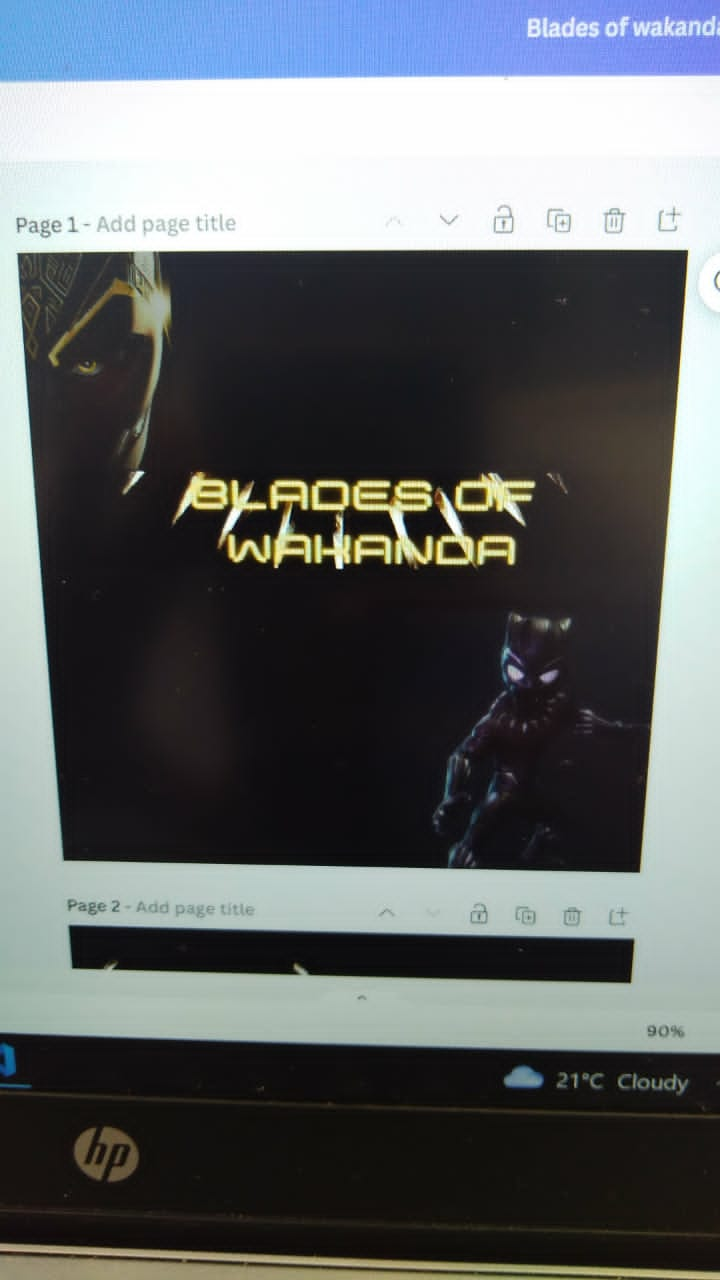 Blades of wakanda
Page 1 - Add page title
BLADES OF
WAKANDA
Page 2 - Add page title
90%
21°C Cloudy
hp